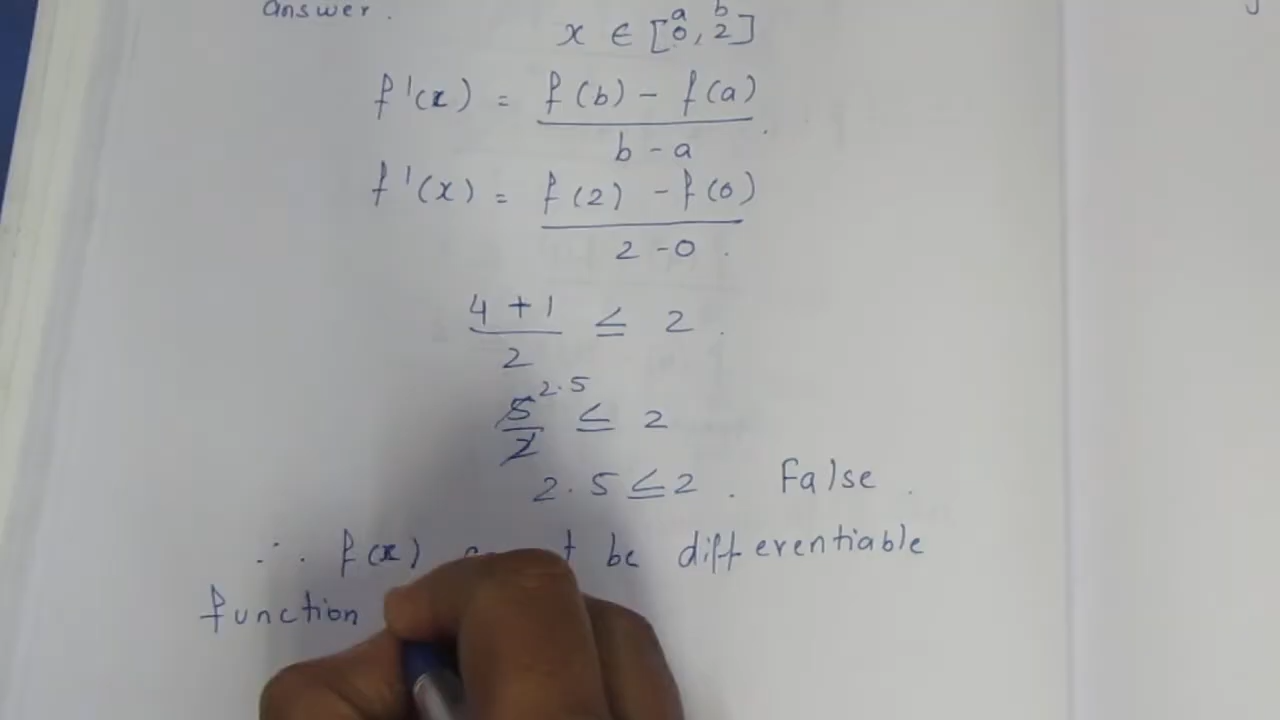 answer.
a b
x ∈ [0, 2]
f'(x) = f(b) - f(a) / b - a .
f'(x) = f(2) - f(0) / 2 - 0 .
4 + 1 / 2 ≤ 2 .
5 / 2 2.5 ≤ 2
2.5 ≤ 2 . False .
∴ f(x) be differentiable
function